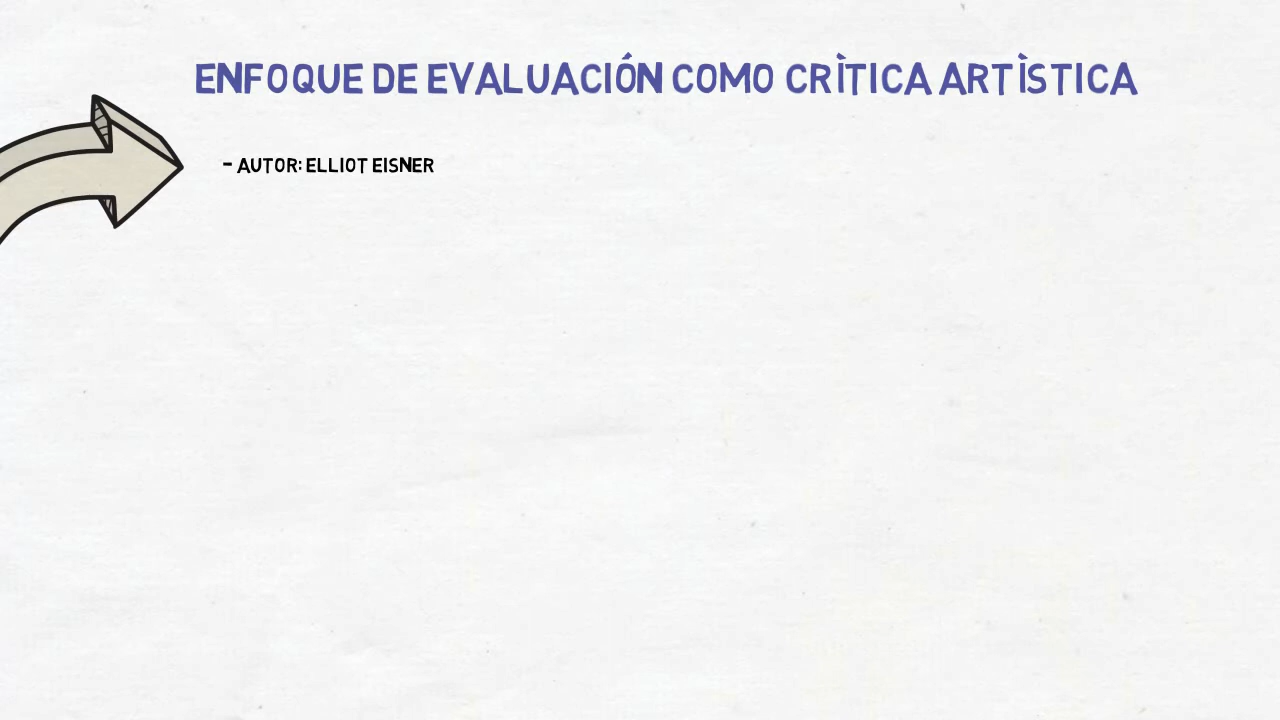 ENFOQUE DE EVALUACIÓN COMO CRÌTICA ARTÌSTICA
- AUTOR: ELLIOT EISNER